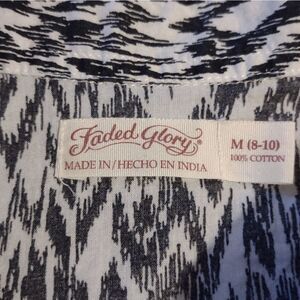 Faded Glory®
MADE IN / HECHO EN INDIA
M (8-10)
100% COTTON